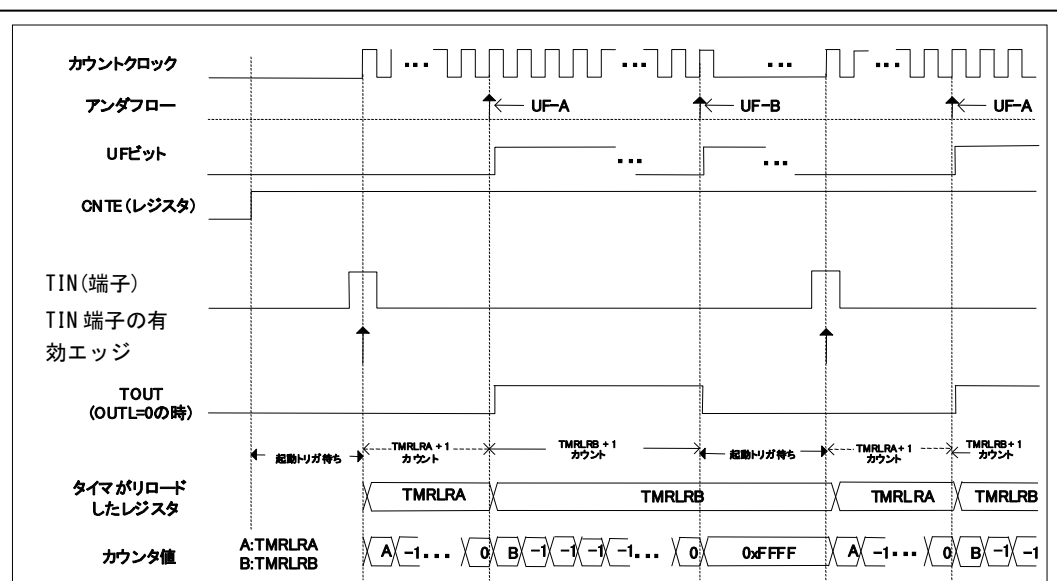 カウントクロック
...
...
...
...
...
アンダフロー
UF-A
UF-B
UF-A
UFビット
...
...
CNTE(レジスタ)
TIN(端子)
TIN 端子の有
効エッジ
TOUT
(OUTL=0の時)
起動トリガ待ち
TMRLRA + 1
カウント
TMRLRB + 1
カウント
起動トリガ待ち
TMRLRA + 1
カウント
TMRLRB + 1
カウント
タイマがリロード
したレジスタ
TMRLRA
TMRLRB
TMRLRA
TMRLRB
カウンタ値
A:TMRLRA
B:TMRLRB
A -1... 0 B -1 -1 -1 -1... 0 0xFFFF A -1... 0 B -1 -1